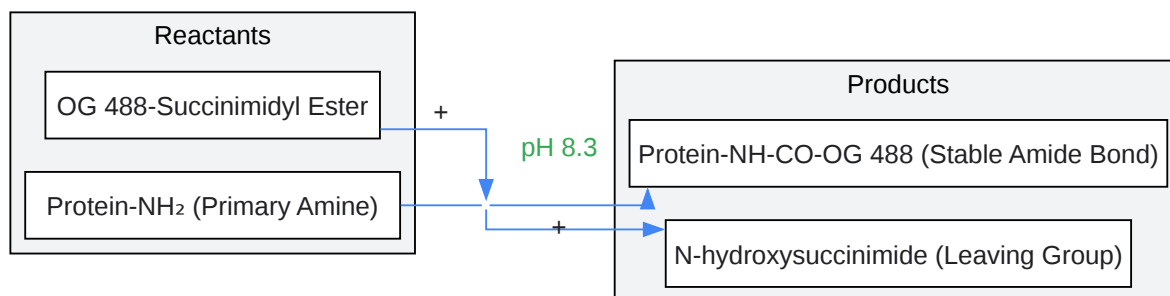 Reactants
OG 488-Succinimidyl Ester
+
Protein-NH₂ (Primary Amine)
pH 8.3
Products
Protein-NH-CO-OG 488 (Stable Amide Bond)
+
N-hydroxysuccinimide (Leaving Group)